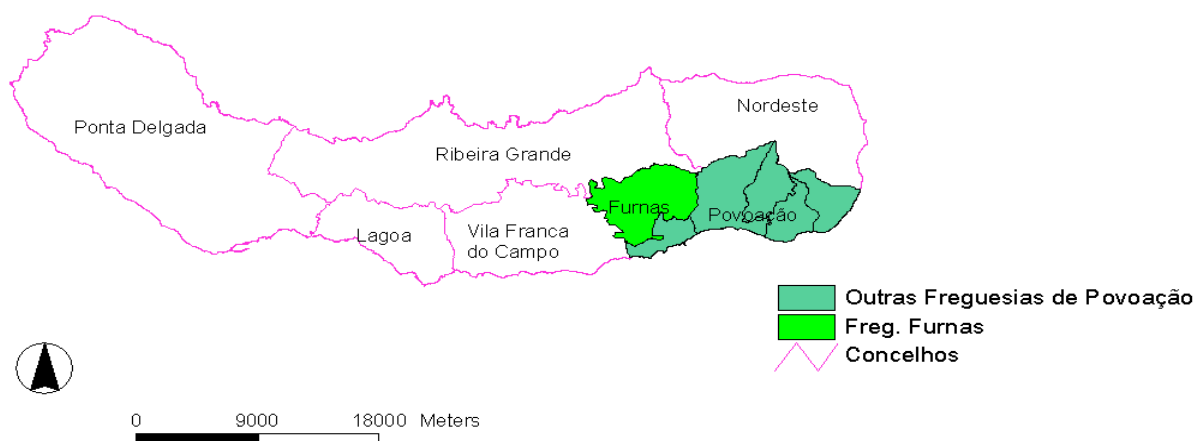 Nordeste
Ponta Delgada
Ribeira Grande
Furnas
Povoação
Lagoa
Vila Franca
do Campo
Outras Freguesias de Povoação
Freg. Furnas
Concelhos
0 9000 18000 Meters